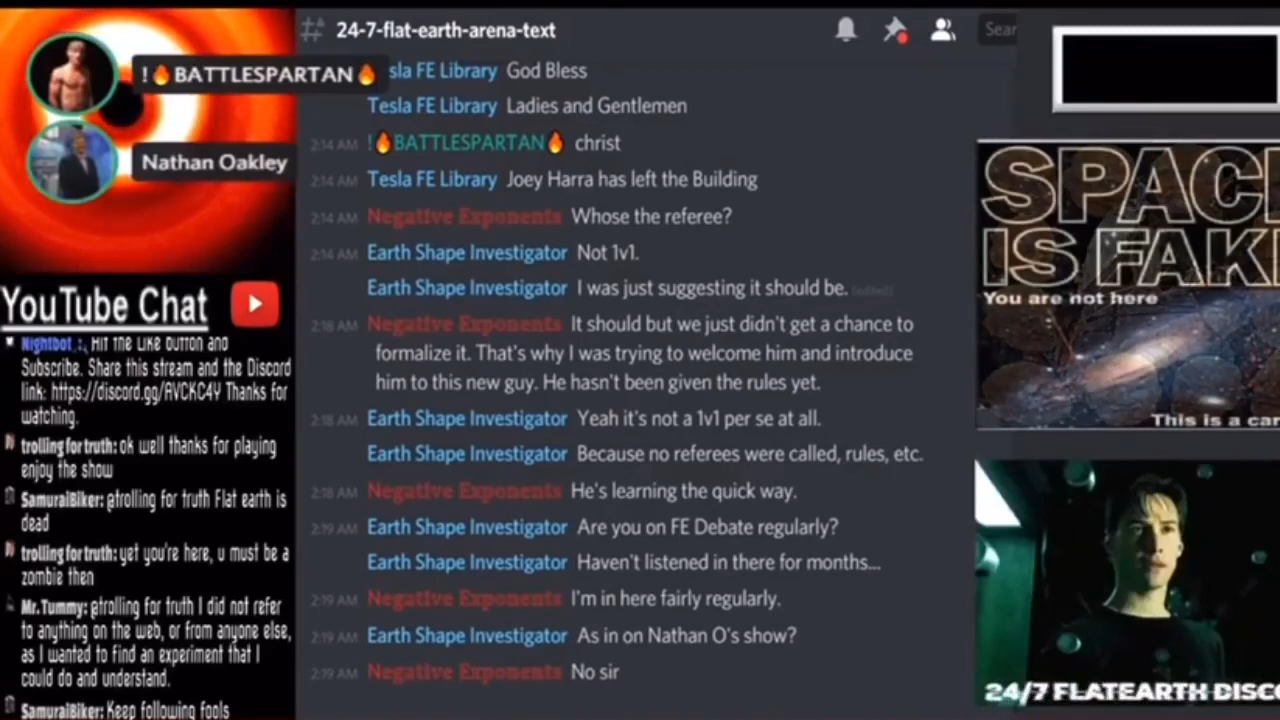 !🔥BATTLESPARTAN🔥
Nathan Oakley
YouTube Chat
Nightbot : Hit the LIKE button and
Subscribe. Share this stream and the Discord
link: https://discord.gg/AVCKC4Y Thanks for
watching.
trolling for truth: ok well thanks for playing
enjoy the show
SamuraiBiker: @trolling for truth Flat earth is
dead
trolling for truth: yet you're here, u must be a
zombie then
Mr.Tummy: @trolling for truth I did not refer
to anything on the web, or from anyone else,
as I wanted to find an experiment that I
could do and understand.
SamuraiBiker: Keep following fools
# 24-7-flat-earth-arena-text
Sear
sla FE Library God Bless
Tesla FE Library Ladies and Gentlemen
2:14 AM !🔥BATTLESPARTAN🔥 christ
2:14 AM Tesla FE Library Joey Harra has left the Building
2:14 AM Negative Exponents Whose the referee?
2:14 AM Earth Shape Investigator Not 1v1.
Earth Shape Investigator I was just suggesting it should be. (edited)
2:18 AM Negative Exponents It should but we just didn't get a chance to
formalize it. That's why I was trying to welcome him and introduce
him to this new guy. He hasn't been given the rules yet.
2:18 AM Earth Shape Investigator Yeah it's not a 1v1 per se at all.
Earth Shape Investigator Because no referees were called, rules, etc.
2:18 AM Negative Exponents He's learning the quick way.
2:19 AM Earth Shape Investigator Are you on FE Debate regularly?
Earth Shape Investigator Haven't listened in there for months...
2:19 AM Negative Exponents I'm in here fairly regularly.
2:19 AM Earth Shape Investigator As in on Nathan O's show?
2:19 AM Negative Exponents No sir
SPAC
IS FAK
You are not here
This is a car
24/7 FLATEARTH DISCO